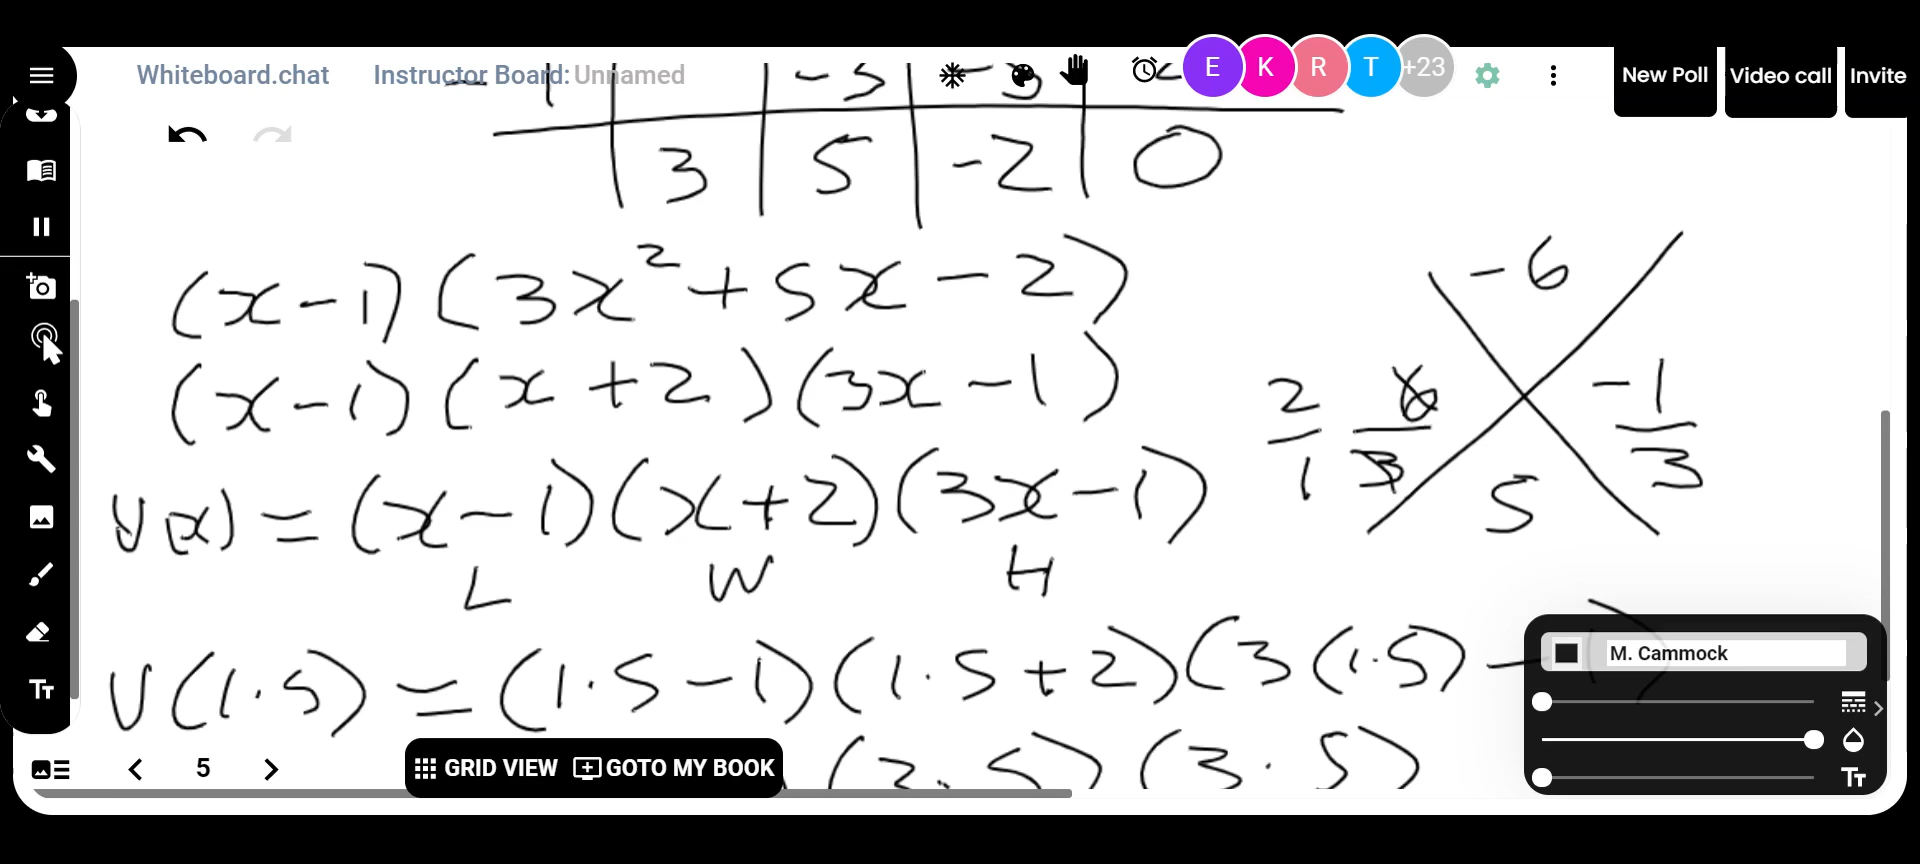 Whiteboard.chat Instructor Board: Unnamed E K R T +23 New Poll Video call Invite
3 5 -2 0
(x-1)(3x²+5x-2)
-6
(x-1)(x+2)(3x-1)
2/1 6/3 -1/3
5
V(x) = (x-1)(x+2)(3x-1)
L W H
V(1.5) = (1.5-1)(1.5+2)(3(1.5)-1)
M. Cammock
5 GRID VIEW GOTO MY BOOK
Tт
Tт